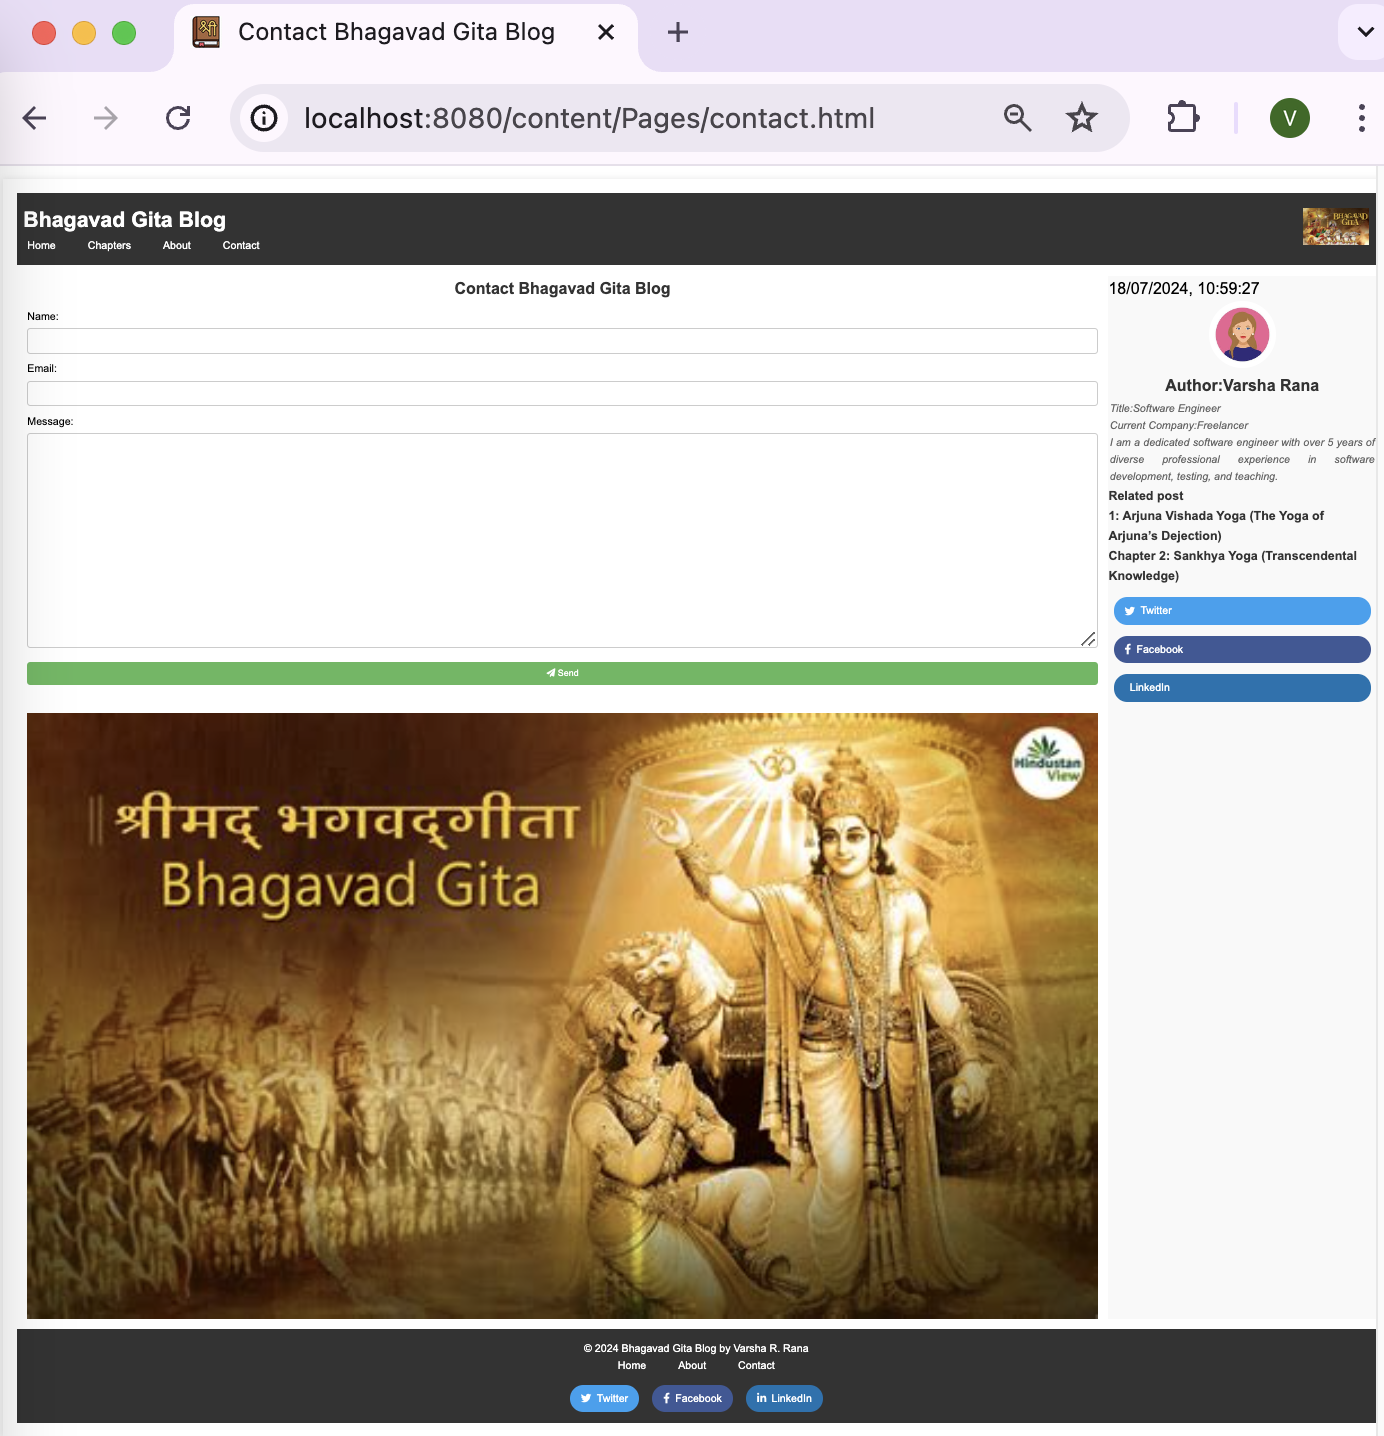 Contact Bhagavad Gita Blog
localhost:8080/content/Pages/contact.html
V
Bhagavad Gita Blog
BHAGAVAD
GITA
Home Chapters About Contact
Contact Bhagavad Gita Blog
Name:
Email:
Message:
Send
18/07/2024, 10:59:27
Author:Varsha Rana
Title:Software Engineer
Current Company:Freelancer
I am a dedicated software engineer with over 5 years of
diverse professional experience in software
development, testing, and teaching.
Related post
1: Arjuna Vishada Yoga (The Yoga of
Arjuna's Dejection)
Chapter 2: Sankhya Yoga (Transcendental
Knowledge)
Twitter
Facebook
LinkedIn
Hindustan
View
ॐ
॥ श्रीमद् भगवद्गीता ॥
Bhagavad Gita
© 2024 Bhagavad Gita Blog by Varsha R. Rana
Home About Contact
Twitter Facebook LinkedIn